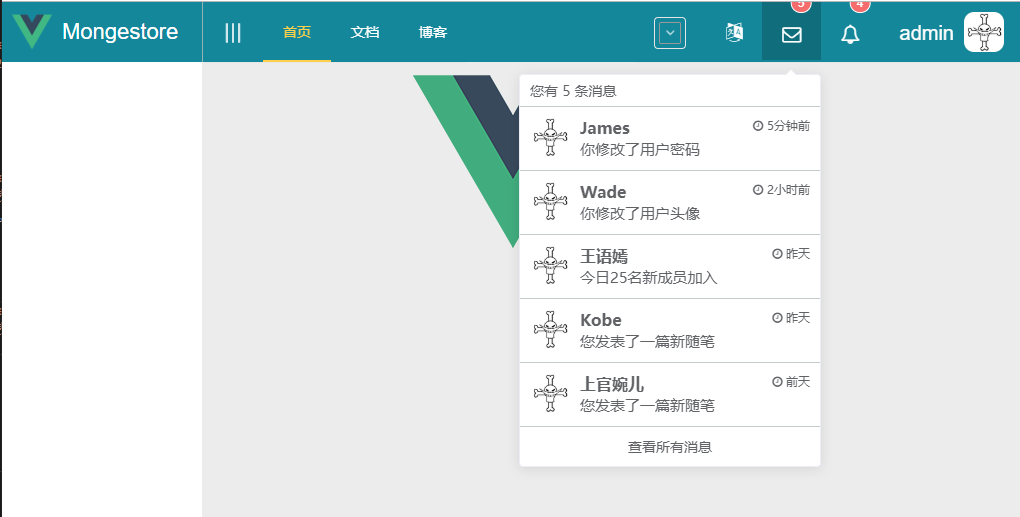 Mongestore
首页 文档 博客
5 4
admin
您有 5 条消息
James 5分钟前
你修改了用户密码
Wade 2小时前
你修改了用户头像
王语嫣 昨天
今日25名新成员加入
Kobe 昨天
您发表了一篇新随笔
上官婉儿 前天
您发表了一篇新随笔
查看所有消息